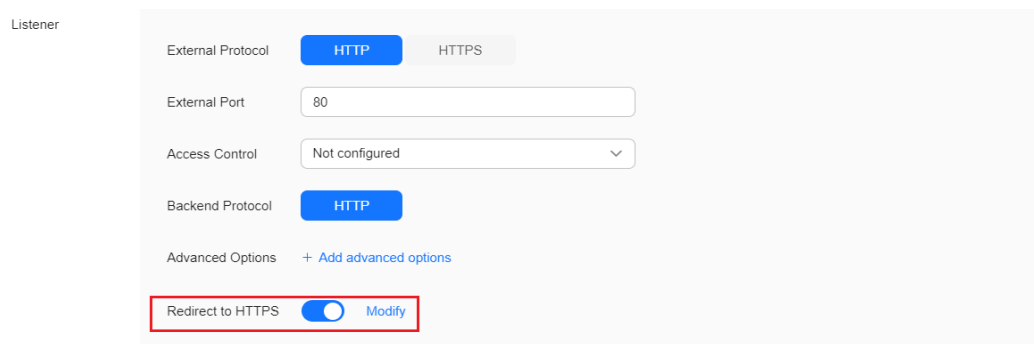 Listener
External Protocol HTTP HTTPS
External Port 80
Access Control Not configured
Backend Protocol HTTP
Advanced Options + Add advanced options
Redirect to HTTPS Modify